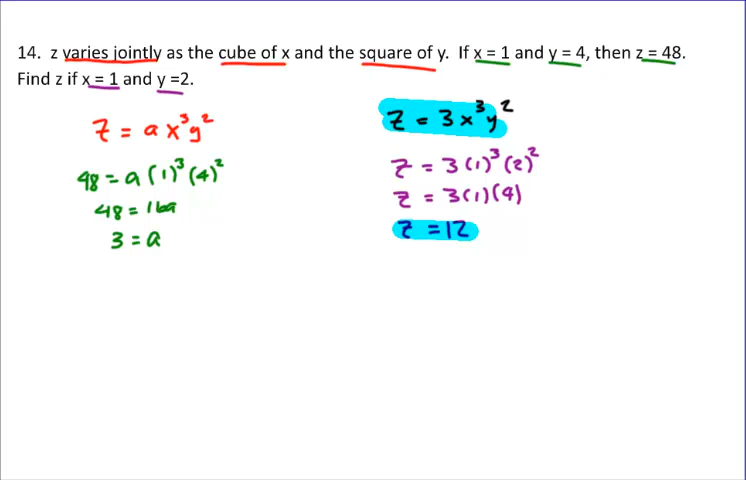 14. z varies jointly as the cube of x and the square of y. If x = 1 and y = 4, then z = 48.
Find z if x = 1 and y =2.
z = ax³y²
48 = a(1)³(4)²
48 = 16a
3 = a
z = 3x³y²
z = 3(1)³(2)²
z = 3(1)(4)
z = 12